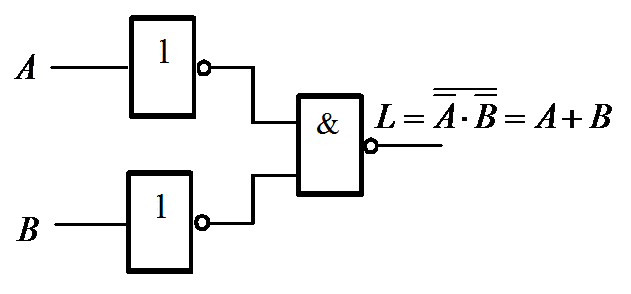 1
A
& L = \overline{\overline{A} \cdot \overline{B}} = A + B
1
B